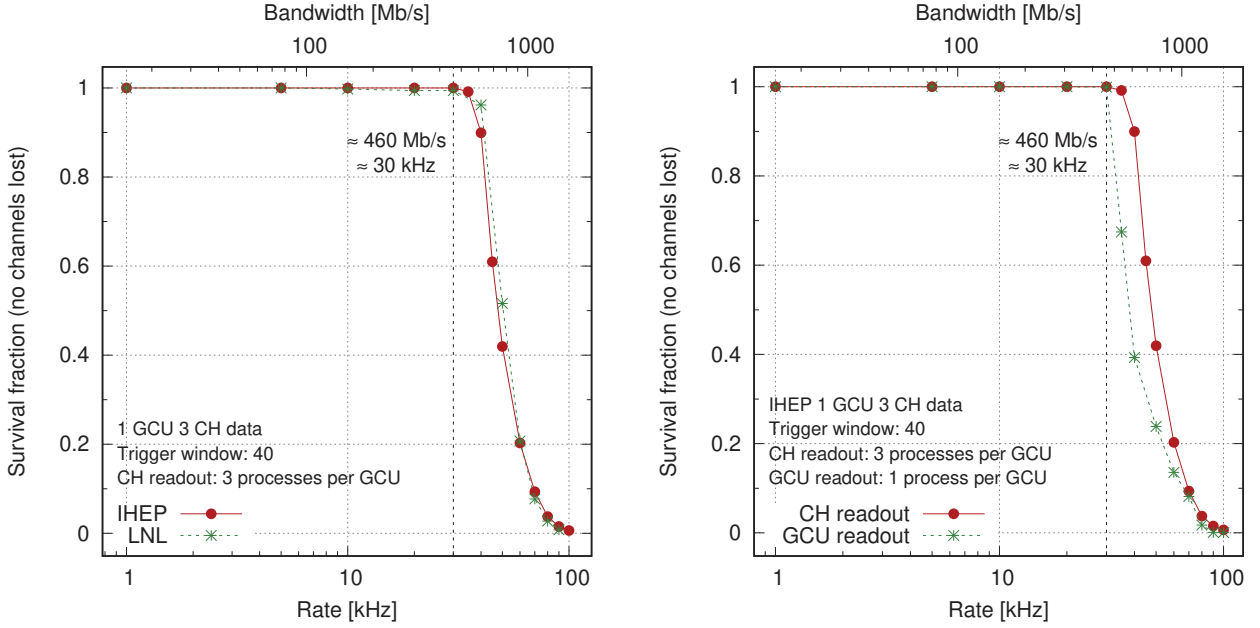 Bandwidth [Mb/s]
100 1000
Survival fraction (no channels lost)
1
0.8
0.6
0.4
0.2
0
≈ 460 Mb/s
≈ 30 kHz
1 GCU 3 CH data
Trigger window: 40
CH readout: 3 processes per GCU
IHEP
LNL
1 10 100
Rate [kHz]
Bandwidth [Mb/s]
100 1000
Survival fraction (no channels lost)
1
0.8
0.6
0.4
0.2
0
≈ 460 Mb/s
≈ 30 kHz
IHEP 1 GCU 3 CH data
Trigger window: 40
CH readout: 3 processes per GCU
GCU readout: 1 process per GCU
CH readout
GCU readout
1 10 100
Rate [kHz]